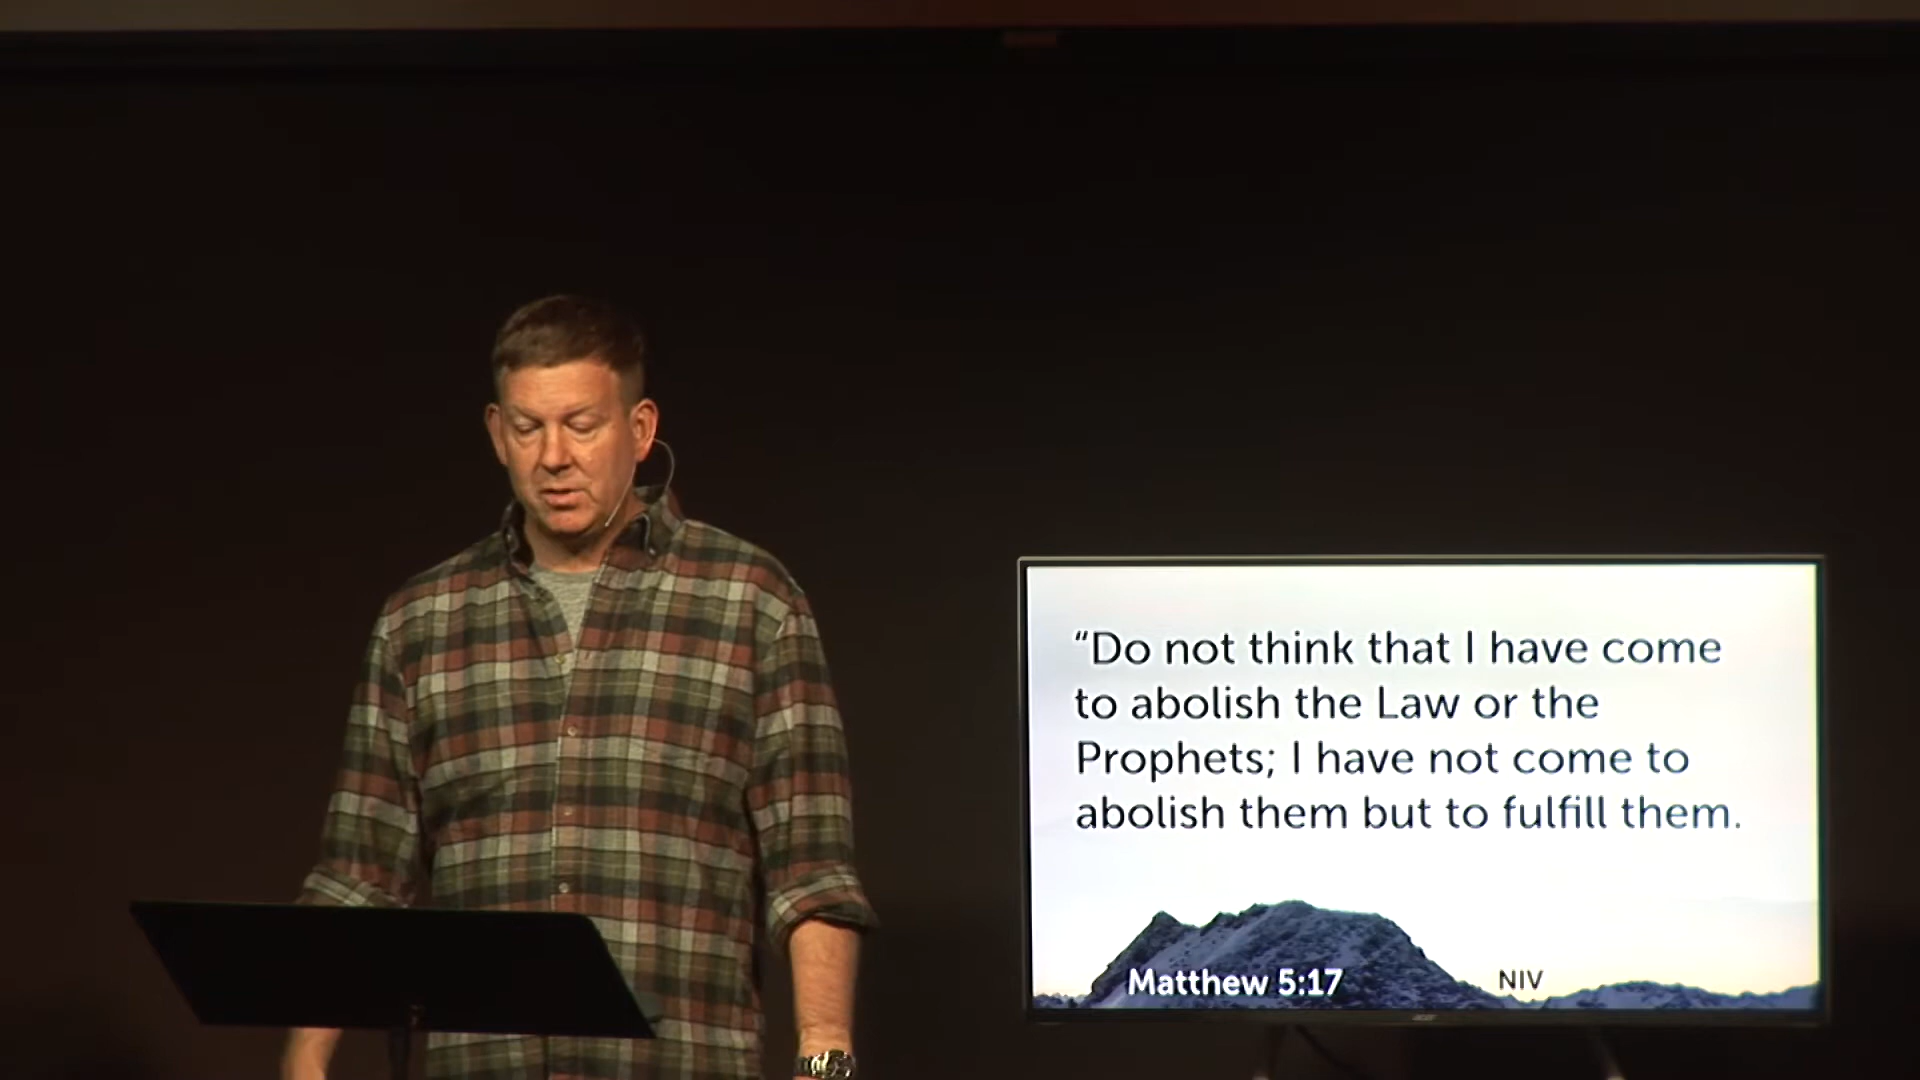 “Do not think that I have come
to abolish the Law or the
Prophets; I have not come to
abolish them but to fulfill them.
Matthew 5:17 NIV
acer